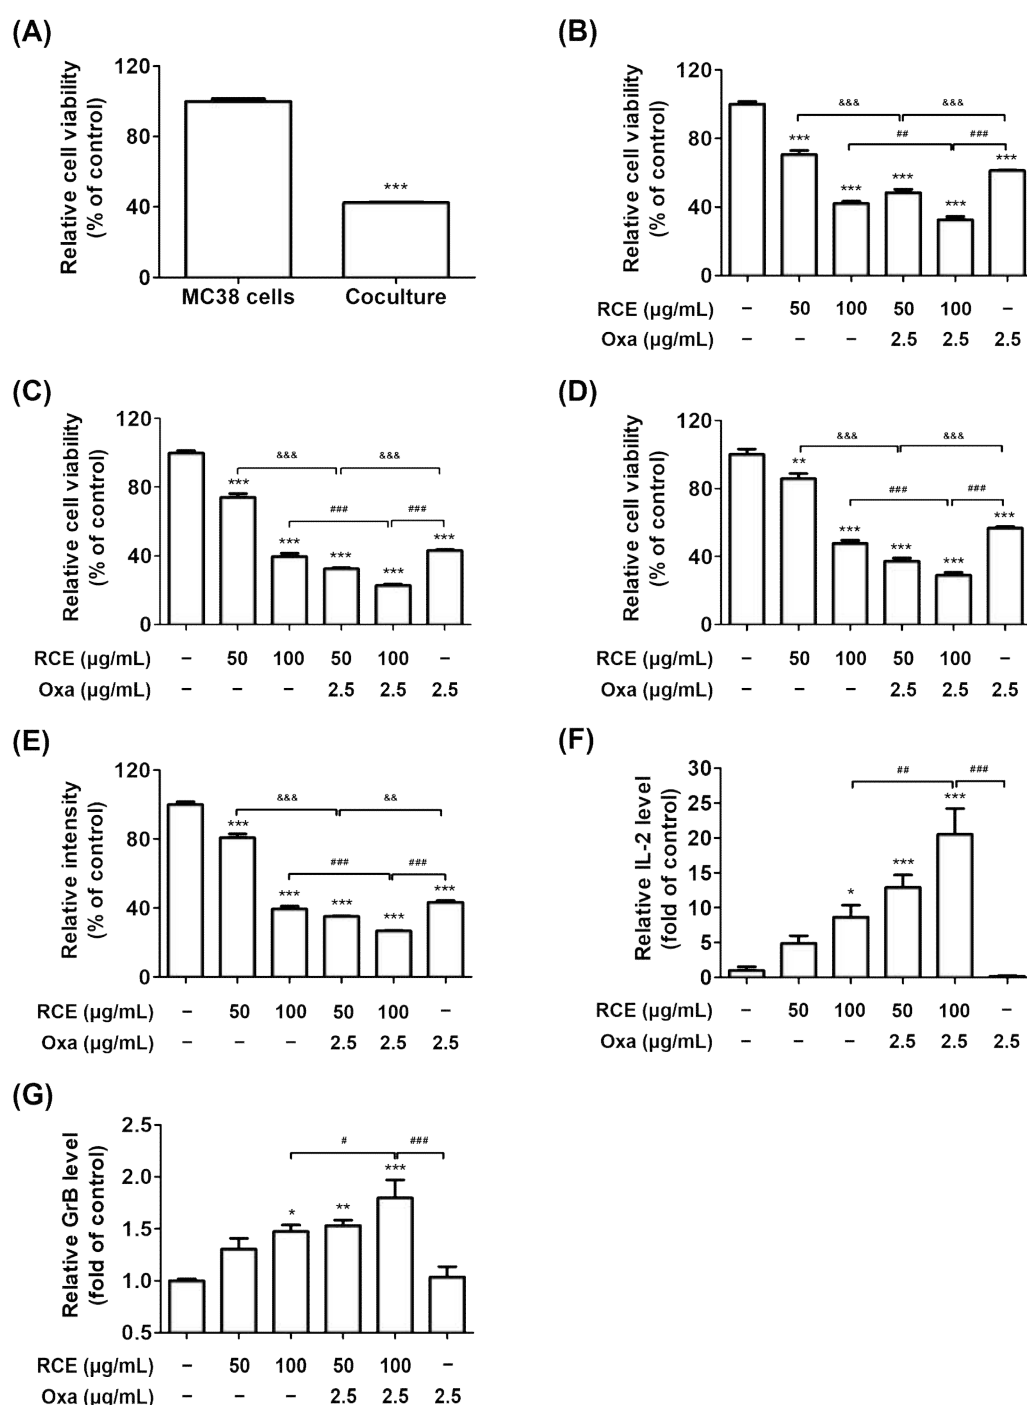 (A)
Relative cell viability
(% of control)
120
80
40
0
***
MC38 cells Coculture
(B)
Relative cell viability
(% of control)
120
80
40
0
&&& &&&
## ###
*** *** *** *** ***
RCE (µg/mL) – 50 100 50 100 –
Oxa (µg/mL) – – – 2.5 2.5 2.5
(C)
Relative cell viability
(% of control)
120
80
40
0
&&& &&&
### ###
*** *** *** *** ***
RCE (µg/mL) – 50 100 50 100 –
Oxa (µg/mL) – – – 2.5 2.5 2.5
(D)
Relative cell viability
(% of control)
120
80
40
0
&&& &&&
### ###
** *** *** *** ***
RCE (µg/mL) – 50 100 50 100 –
Oxa (µg/mL) – – – 2.5 2.5 2.5
(E)
Relative intensity
(% of control)
120
80
40
0
&&& &&
### ###
*** *** *** *** ***
RCE (µg/mL) – 50 100 50 100 –
Oxa (µg/mL) – – – 2.5 2.5 2.5
(F)
Relative IL-2 level
(fold of control)
30
25
20
15
10
5
0
## ###
* *** ***
RCE (µg/mL) – 50 100 50 100 –
Oxa (µg/mL) – – – 2.5 2.5 2.5
(G)
Relative GrB level
(fold of control)
2.5
2.0
1.5
1.0
0.5
# ###
* ** ***
RCE (µg/mL) – 50 100 50 100 –
Oxa (µg/mL) – – – 2.5 2.5 2.5